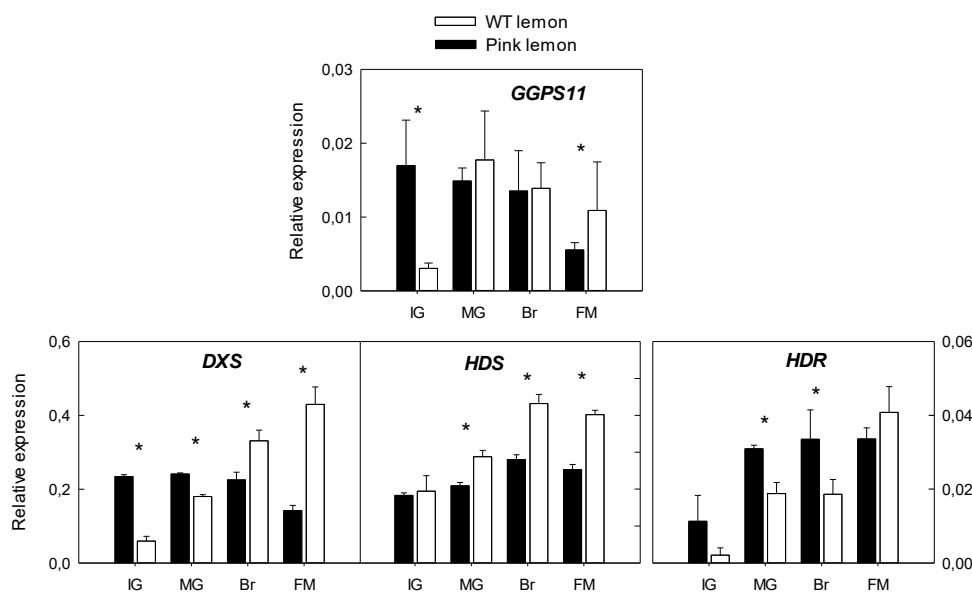 WT lemon
Pink lemon
GGPS11
Relative expression
0,03
0,02
0,01
0,00
*
*
IG MG Br FM
DXS
HDS
HDR
Relative expression
0,6
0,4
0,2
0,0
* * * *
* * *
* *
0,06
0,04
0,02
0,00
IG MG Br FM
IG MG Br FM
IG MG Br FM